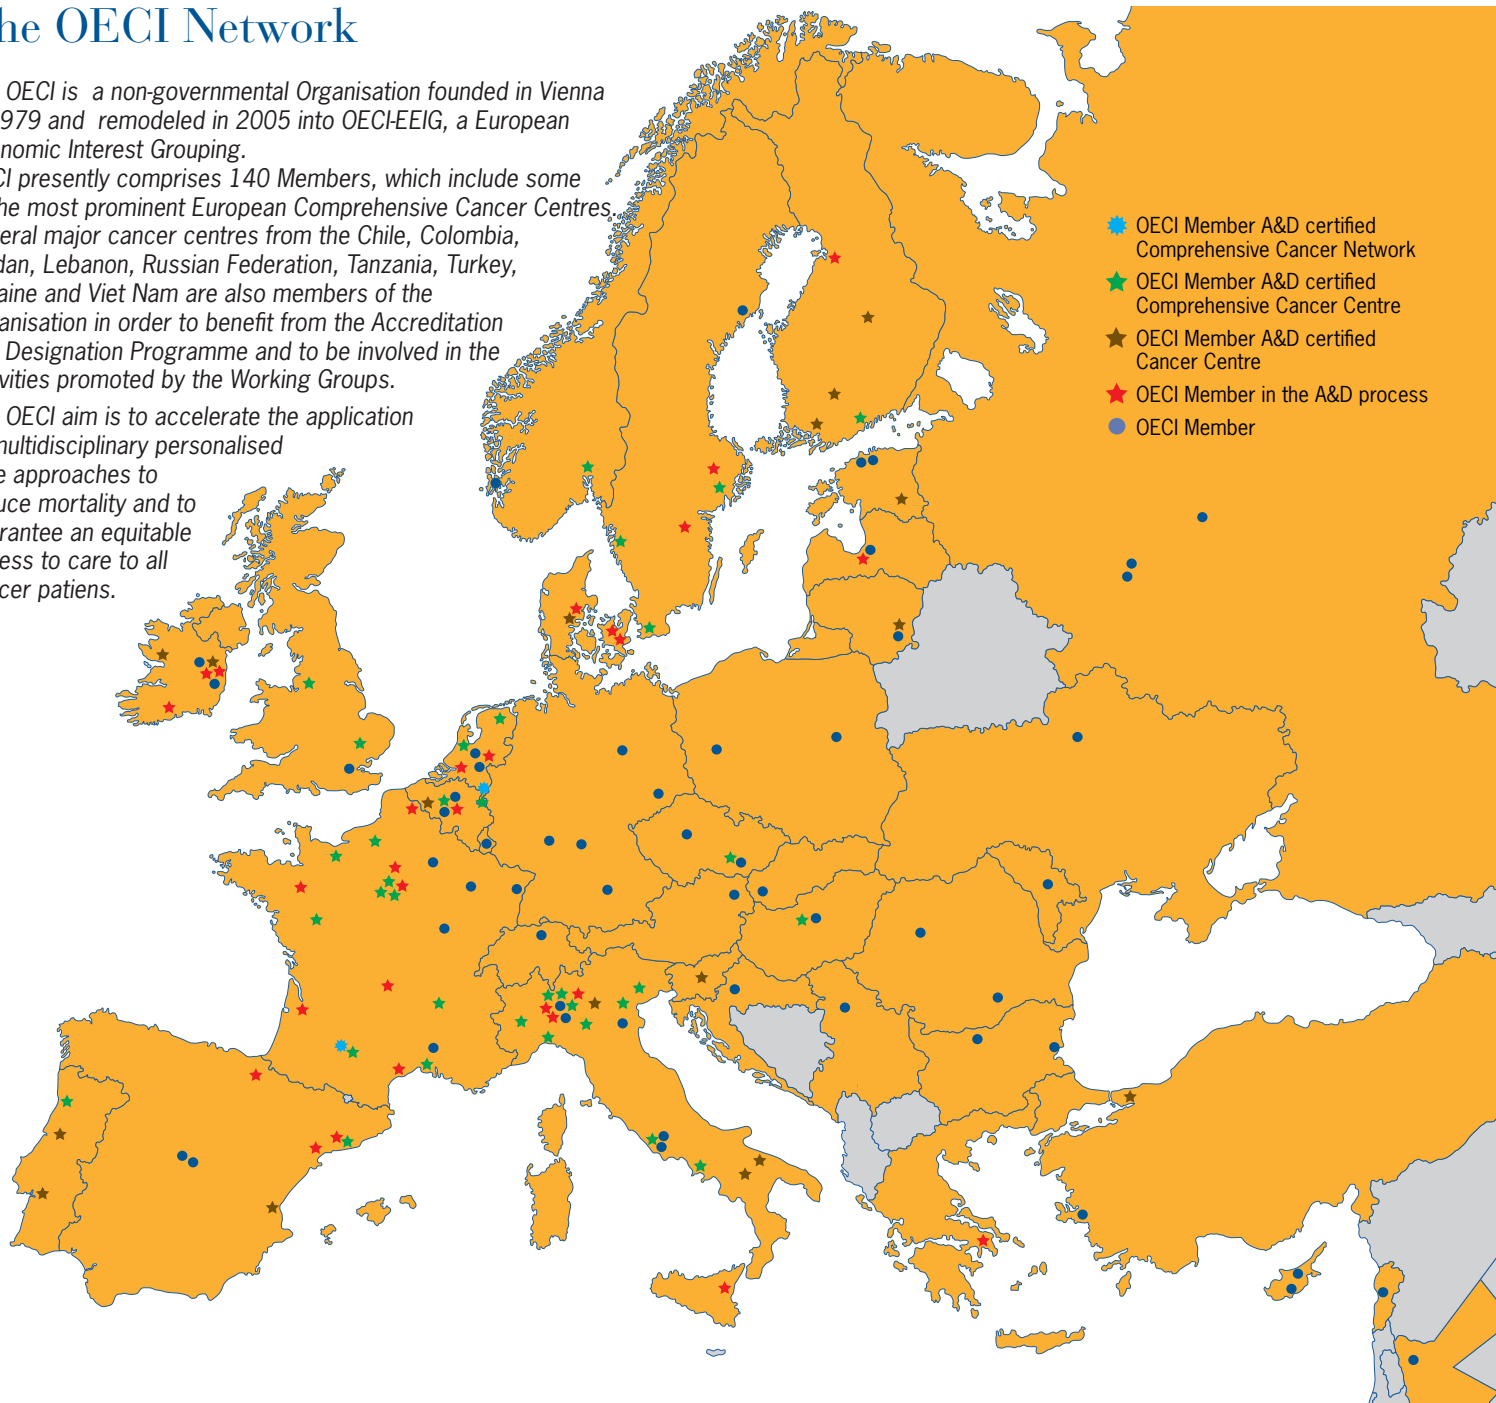 he OECI Network
OECI is a non-governmental Organisation founded in Vienna
979 and remodeled in 2005 into OECI-EEIG, a European
nomic Interest Grouping.
CI presently comprises 140 Members, which include some
he most prominent European Comprehensive Cancer Centres.
eral major cancer centres from the Chile, Colombia,
dan, Lebanon, Russian Federation, Tanzania, Turkey,
aine and Viet Nam are also members of the
anisation in order to benefit from the Accreditation
Designation Programme and to be involved in the
vities promoted by the Working Groups.
OECI aim is to accelerate the application
multidisciplinary personalised
e approaches to
uce mortality and to
rantee an equitable
ess to care to all
cer patiens.
OECI Member A&D certified
Comprehensive Cancer Network
OECI Member A&D certified
Comprehensive Cancer Centre
OECI Member A&D certified
Cancer Centre
OECI Member in the A&D process
OECI Member